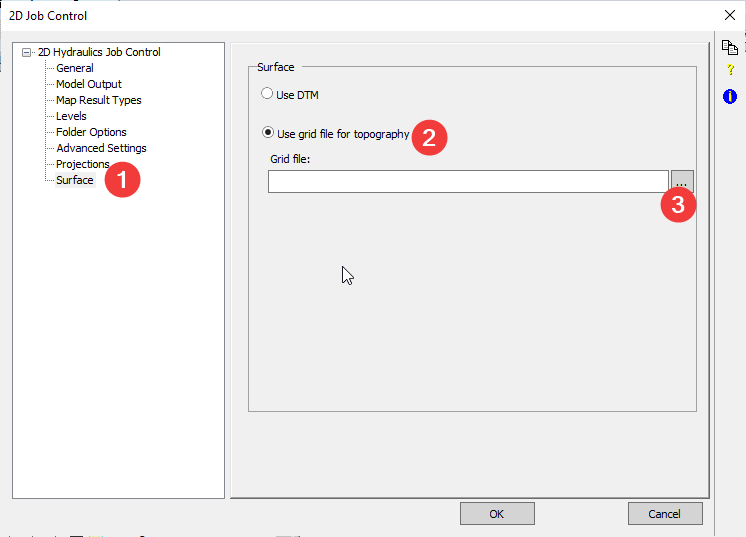 2D Job Control
2D Hydraulics Job Control
General
Model Output
Map Result Types
Levels
Folder Options
Advanced Settings
Projections
Surface
1
Surface
Use DTM
Use grid file for topography
2
Grid file:
...
3
OK
Cancel